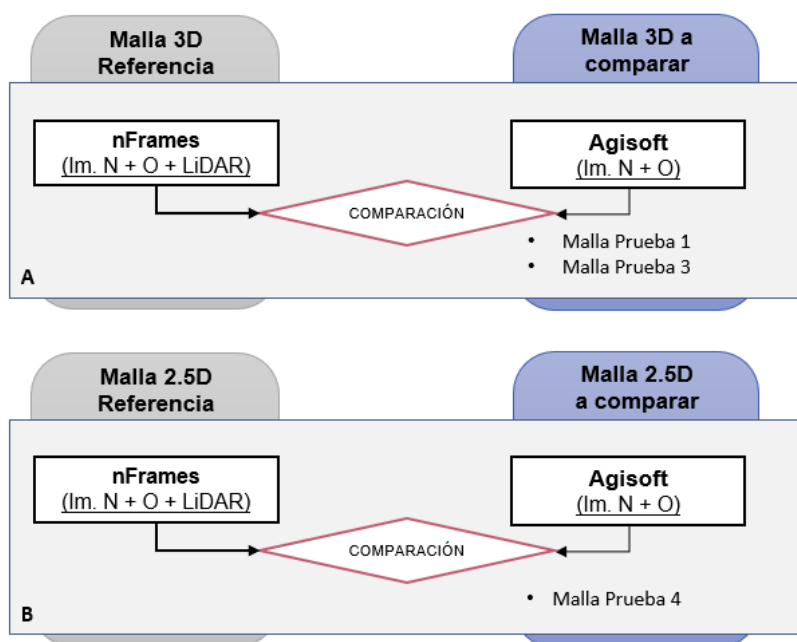 Malla 3D
Referencia
Malla 3D a
comparar
nFrames
(Im. N + O + LiDAR)
Agisoft
(Im. N + O)
COMPARACIÓN
• Malla Prueba 1
• Malla Prueba 3
A
Malla 2.5D
Referencia
Malla 2.5D
a comparar
nFrames
(Im. N + O + LiDAR)
Agisoft
(Im. N + O)
COMPARACIÓN
• Malla Prueba 4
B